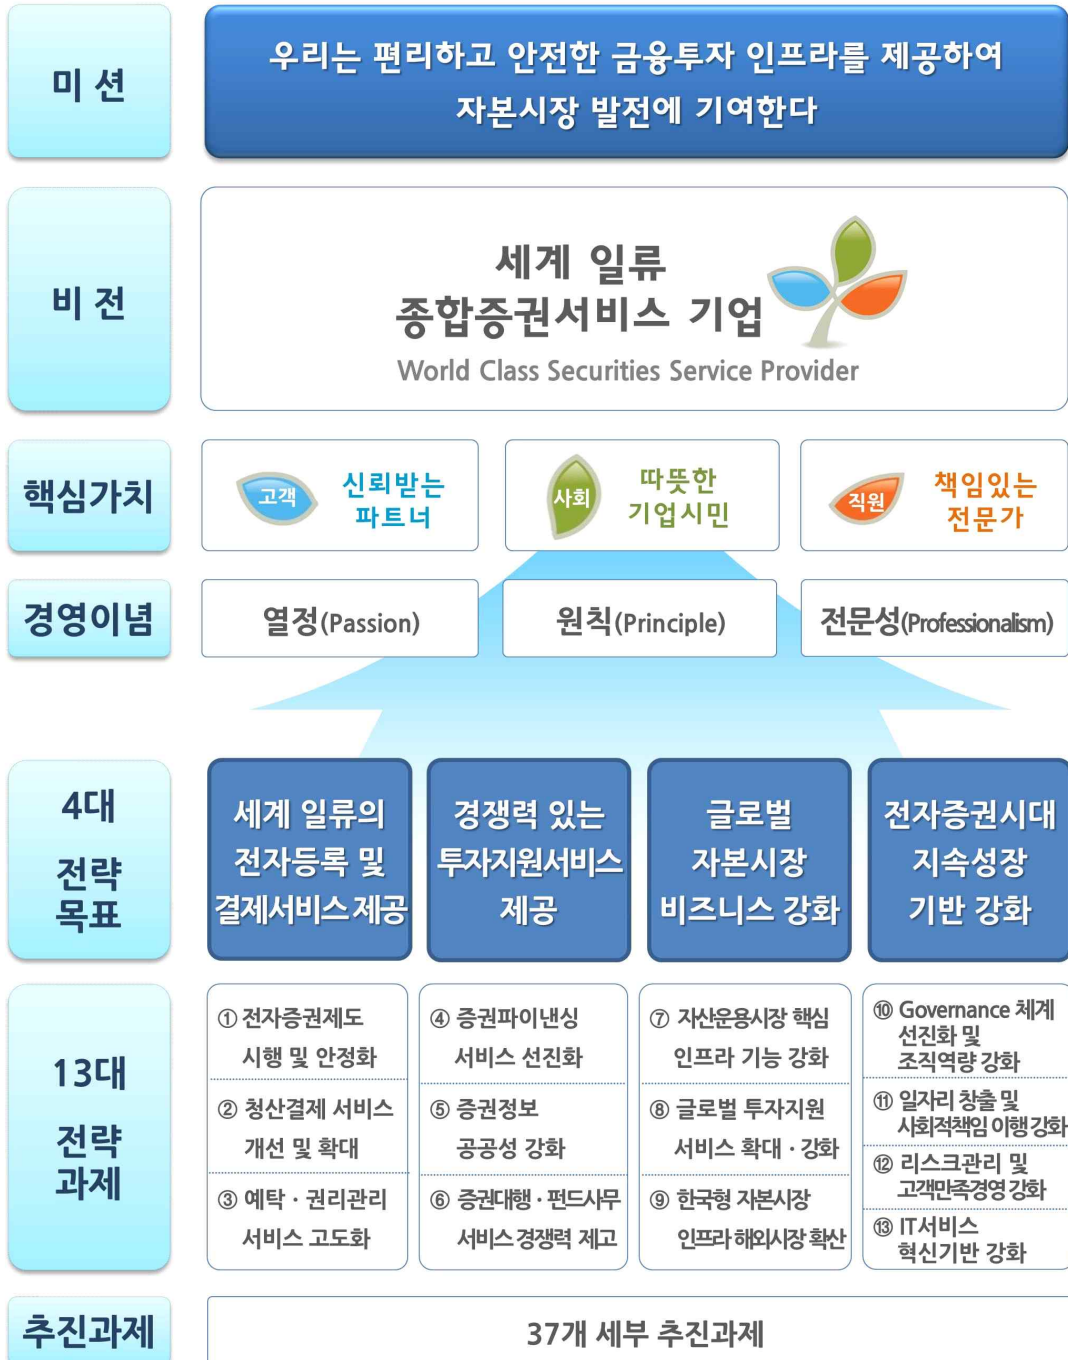 미 션
우리는 편리하고 안전한 금융투자 인프라를 제공하여
자본시장 발전에 기여한다
비 전
세계 일류
종합증권서비스 기업
World Class Securities Service Provider
핵심가치
고객
신뢰받는
파트너
사회
따뜻한
기업시민
직원
책임있는
전문가
경영이념
열정(Passion)
원칙(Principle)
전문성(Professionalism)
4대
전략
목표
세계 일류의
전자등록 및
결제서비스 제공
경쟁력 있는
투자지원서비스
제공
글로벌
자본시장
비즈니스 강화
전자증권시대
지속성장
기반 강화
13대
전략
과제
① 전자증권제도
시행 및 안정화
② 청산결제 서비스
개선 및 확대
③ 예탁 · 권리관리
서비스 고도화
④ 증권파이낸싱
서비스 선진화
⑤ 증권정보
공공성 강화
⑥ 증권대행 · 펀드사무
서비스 경쟁력 제고
⑦ 자산운용시장 핵심
인프라 기능 강화
⑧ 글로벌 투자지원
서비스 확대 · 강화
⑨ 한국형 자본시장
인프라 해외시장 확산
⑩ Governance 체계
선진화 및
조직역량 강화
⑪ 일자리 창출 및
사회적책임 이행 강화
⑫ 리스크관리 및
고객만족경영 강화
⑬ IT서비스
혁신기반 강화
추진과제
37개 세부 추진과제